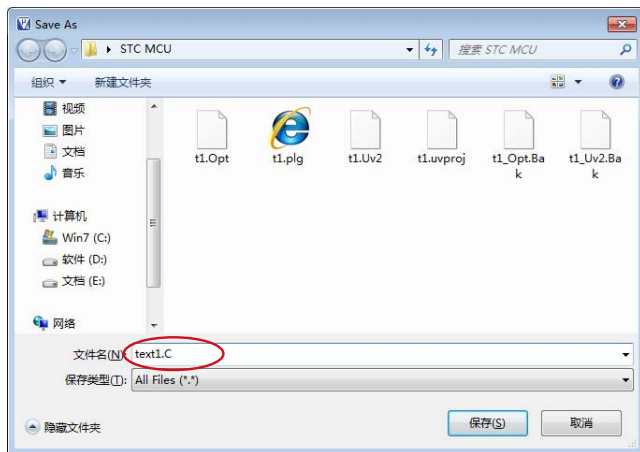 Save As
STC MCU
搜索 STC MCU
组织
新建文件夹
视频
图片
文档
音乐
计算机
Win7 (C:)
软件 (D:)
文档 (E:)
网络
t1.Opt
t1.plg
t1.Uv2
t1.uvproj
t1_Opt.Ba
k
t1_Uv2.Ba
k
文件名(N): text1.C
保存类型(T): All Files (*.*)
隐藏文件夹
保存(S)
取消